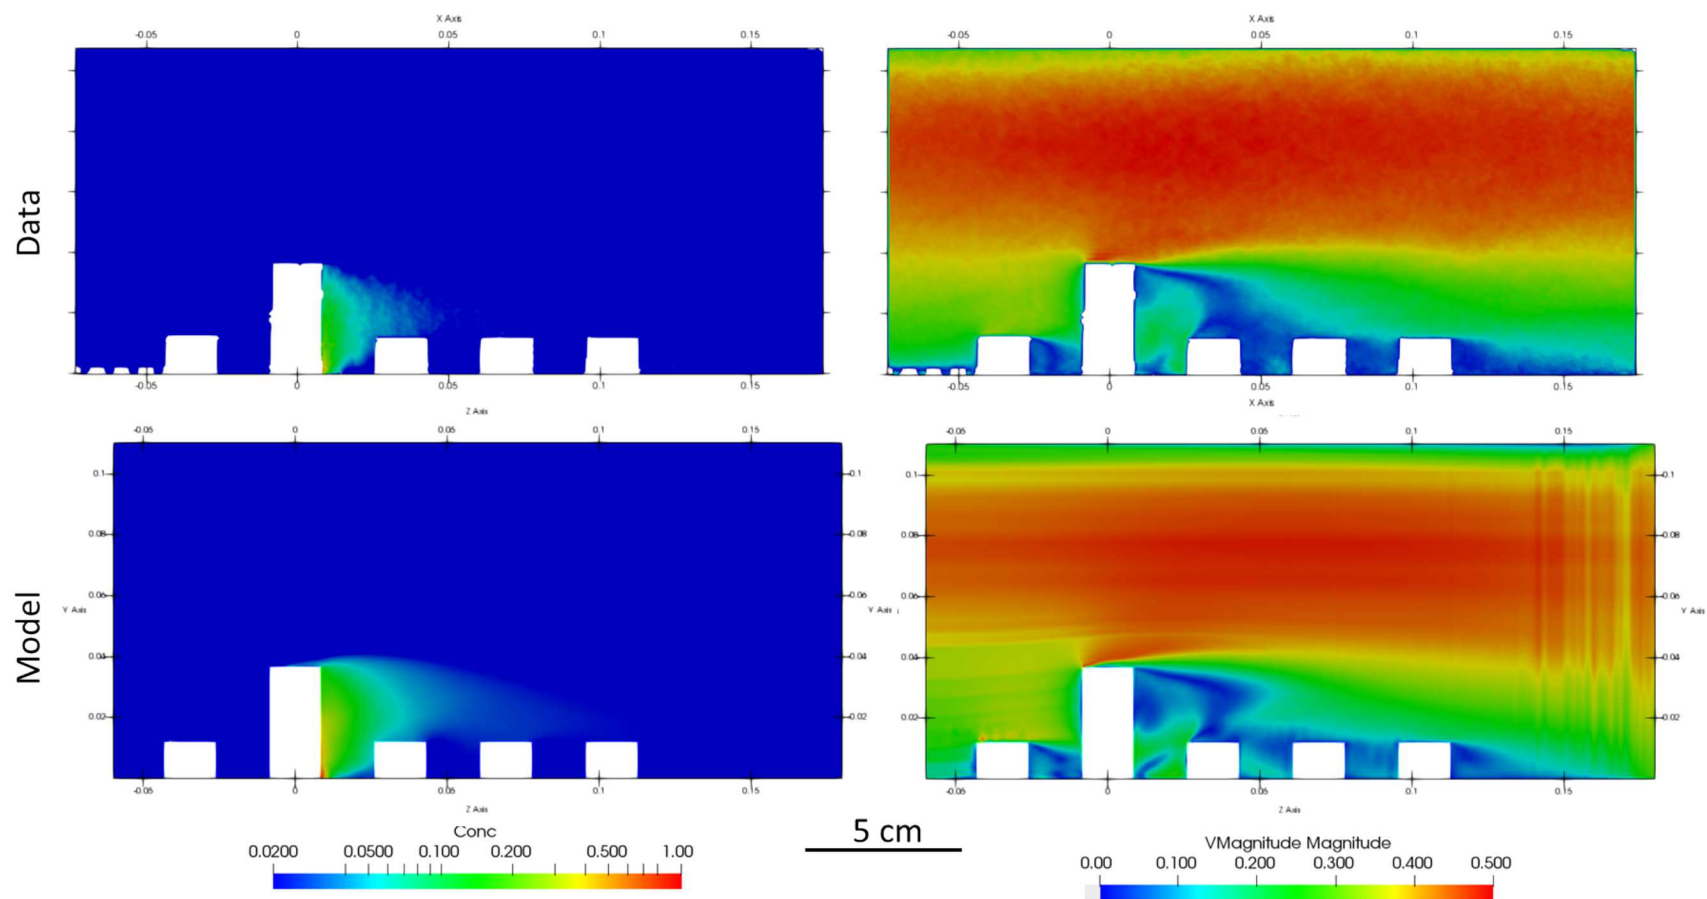 X Axis
X Axis
-0.05 0 0.05 0.1 0.15
-0.05 0 0.05 0.1 0.15
Data
-0.05 0 0.05 0.1 0.15
-0.05 0 0.05 0.1 0.15
Z Axis
X Axis
-0.05 0 0.05 0.1 0.15
-0.05 0 0.05 0.1 0.15
0.1 0.1
0.1 0.1
0.08 0.08
0.08 0.08
0.06 0.06
0.06 0.06
Y Axis Y Axis
Y Axis
Model
0.04 0.04
0.04 0.04
0.02 0.02
0.02 0.02
-0.05 0 0.05 0.1 0.15
-0.05 0 0.05 0.1 0.15
Z Axis
Z Axis
Conc
0.0200 0.0500 0.100 0.200 0.500 1.00
5 cm
VMagnitude Magnitude
0.00 0.100 0.200 0.300 0.400 0.500